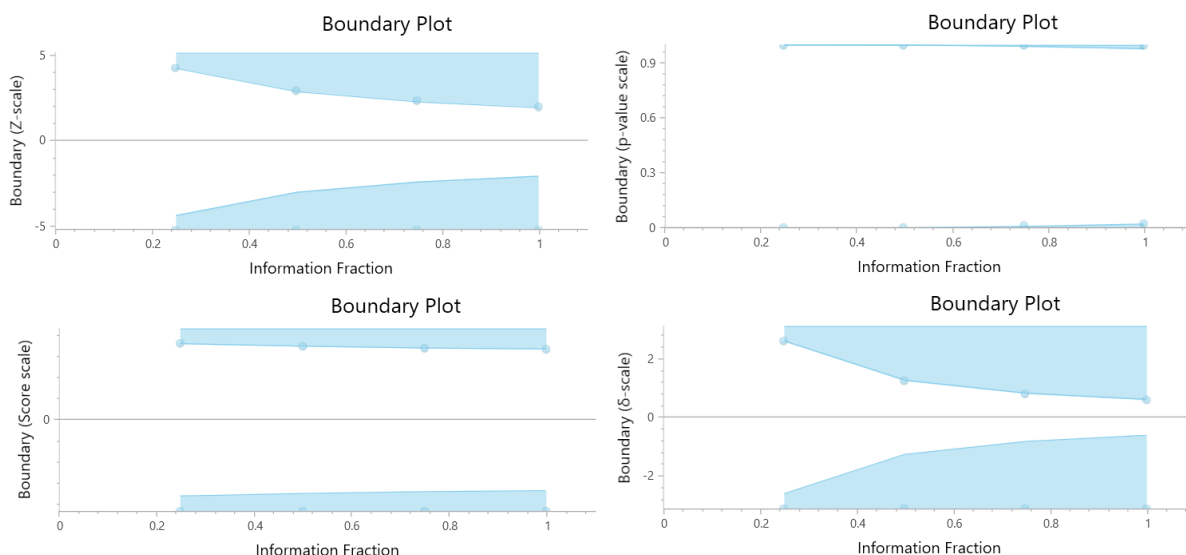 Boundary Plot
Boundary (Z-scale)
5
0
-5
0
0.2
0.4
0.6
0.8
1
Information Fraction
Boundary Plot
Boundary (p-value scale)
0.9
0.6
0.3
0
0
0.2
0.4
0.6
0.8
1
Information Fraction
Boundary Plot
Boundary (Score scale)
0
0
0.2
0.4
0.6
0.8
1
Information Fraction
Boundary Plot
Boundary (δ-scale)
2
0
-2
0
0.2
0.4
0.6
0.8
1
Information Fraction